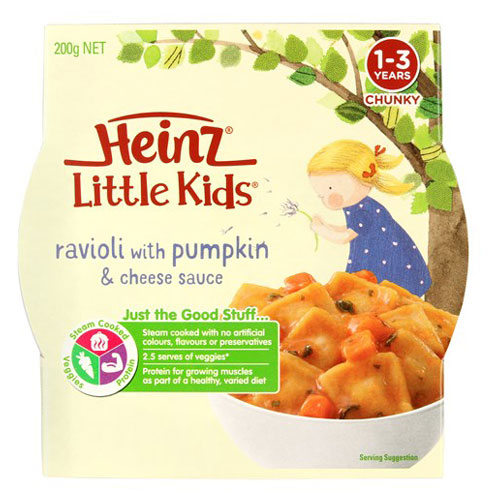 200g NET
1-3
YEARS
CHUNKY
Heinz®
Little Kids®
ravioli with pumpkin
& cheese sauce
Just the Good Stuff...
Steam Cooked
Veggies
Protein
Steam cooked with no artificial
colours, flavours or preservatives
2.5 serves of veggies*
Protein for growing muscles
as part of a healthy, varied diet
Serving Suggestion